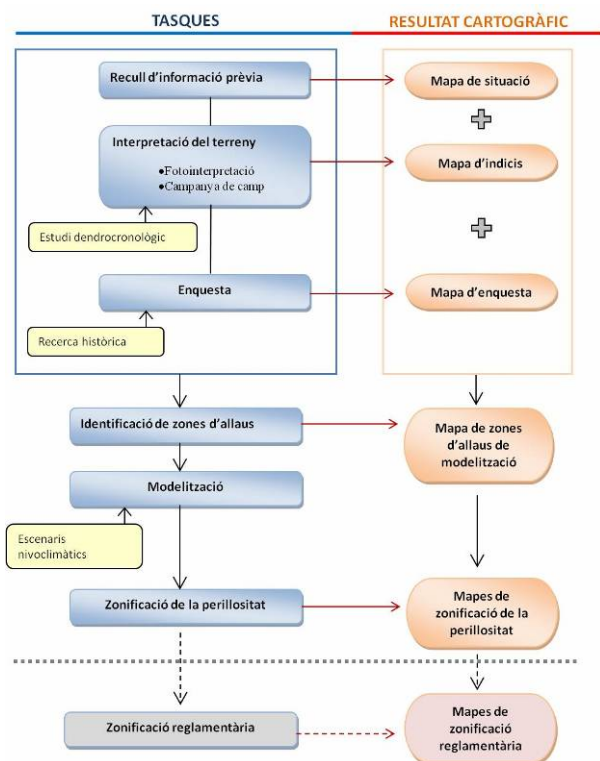 TASQUES
RESULTAT CARTOGRÀFIC
Recull d'informació prèvia
Mapa de situació
Interpretació del terreny
•Fotointerpretació
•Campanya de camp
Mapa d'indicis
Estudi dendrocronològic
Enquesta
Mapa d'enquesta
Recerca històrica
Identificació de zones d'allaus
Mapa de zones
d'allaus de
modelització
Modelització
Escenaris
nivoclimàtics
Zonificació de la perillositat
Mapes de
zonificació de la
perillositat
Zonificació reglamentària
Mapes de
zonificació
reglamentària